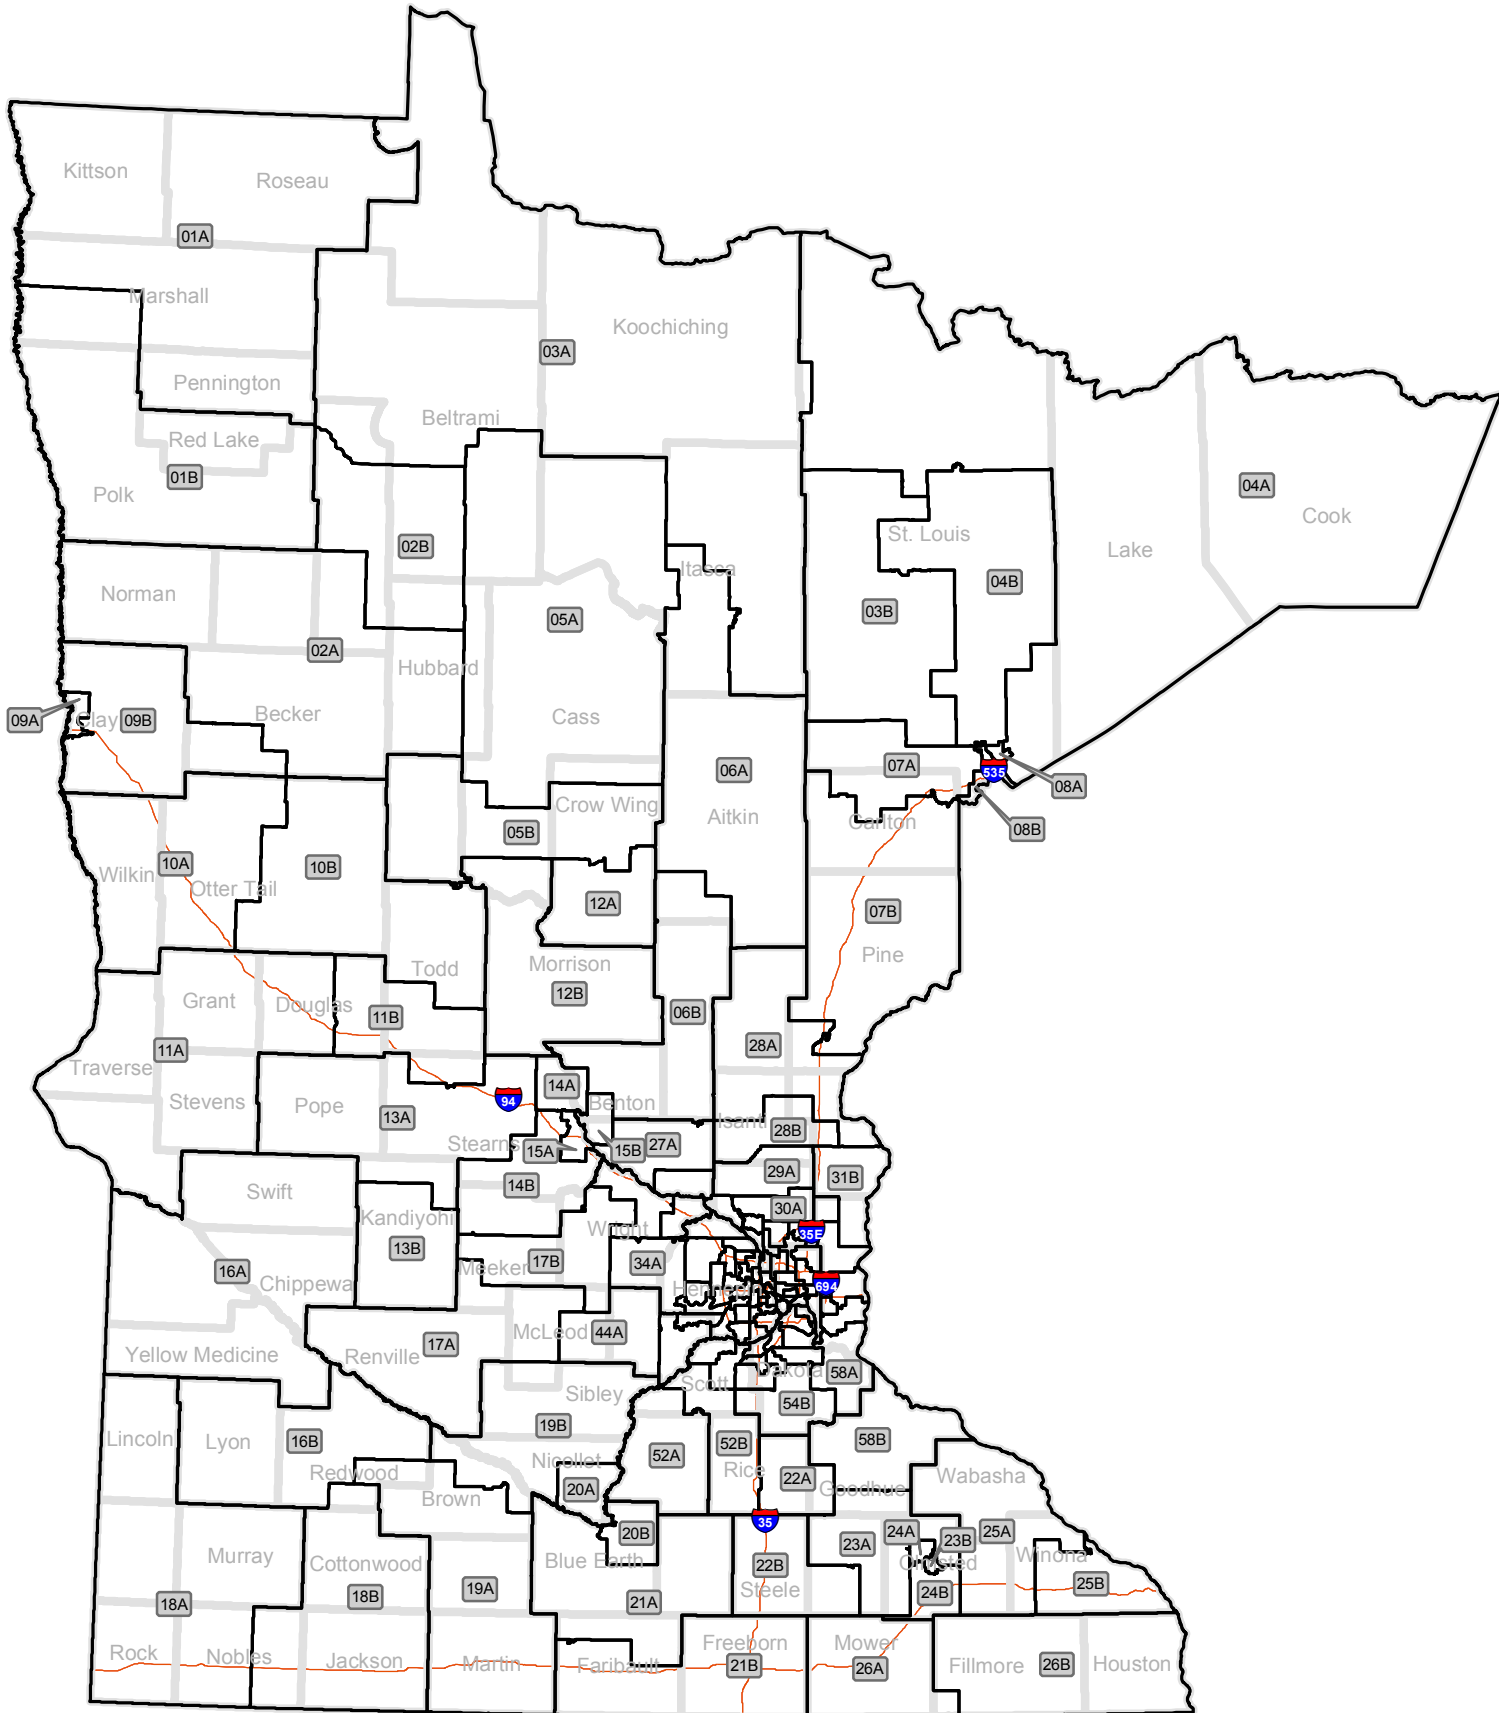 Kittson
Roseau
01A
Marshall
Koochiching
03A
Pennington
Beltrami
Red Lake
01B
Polk
04A
Cook
St. Louis
02B
Lake
Itasca
04B
Norman
03B
05A
02A
Hubbard
09A
Clay
09B
Becker
Cass
06A
07A
535
08A
Crow Wing
05B
Aitkin
Carlton
08B
10A
10B
Wilkin
Otter Tail
12A
07B
Pine
Todd
Morrison
12B
Grant
Douglas
11B
06B
28A
11A
Traverse
14A
94
Stevens
Pope
13A
Benton
Isanti
28B
Stearns
15A
15B
27A
29A
31B
Swift
14B
30A
Kandiyohi
Wright
35E
13B
16A
17B
34A
Meeker
Chippewa
Hennepin
694
McLeod
44A
17A
Yellow Medicine
Renville
Dakota
58A
Scott
Sibley
54B
19B
Lincoln
Lyon
16B
52A
52B
58B
Nicollet
Rice
Redwood
22A
Wabasha
20A
Goodhue
Brown
35
20B
24A
23B
25A
23A
Murray
Cottonwood
Blue Earth
22B
Olmsted
Winona
18A
18B
19A
21A
Steele
24B
25B
Rock
Nobles
Jackson
Martin
Faribault
Freeborn
21B
Mower
26A
Fillmore
26B
Houston